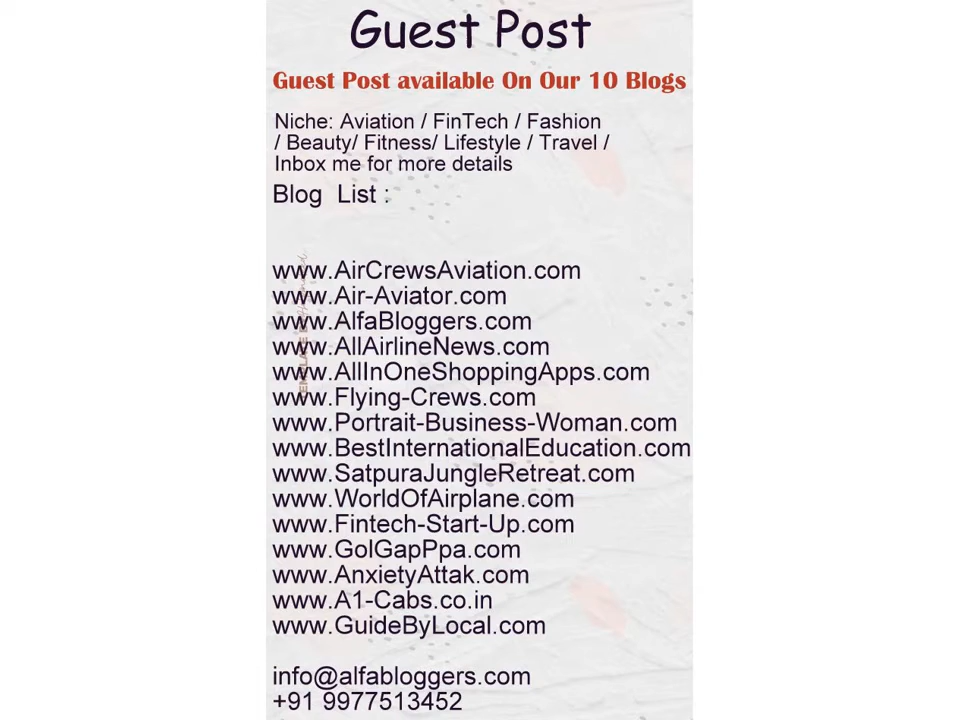 Guest Post
Guest Post available On Our 10 Blogs
Niche: Aviation / FinTech / Fashion
/ Beauty/ Fitness/ Lifestyle / Travel /
Inbox me for more details
Blog List :
www.AirCrewsAviation.com
www.Air-Aviator.com
www.AlfaBloggers.com
www.AllAirlineNews.com
www.AllInOneShoppingApps.com
www.Flying-Crews.com
www.Portrait-Business-Woman.com
www.BestInternationalEducation.com
www.SatpuraJungleRetreat.com
www.WorldOfAirplane.com
www.Fintech-Start-Up.com
www.GolGapPpa.com
www.AnxietyAttak.com
www.A1-Cabs.co.in
www.GuideByLocal.com
info@alfabloggers.com
+91 9977513452